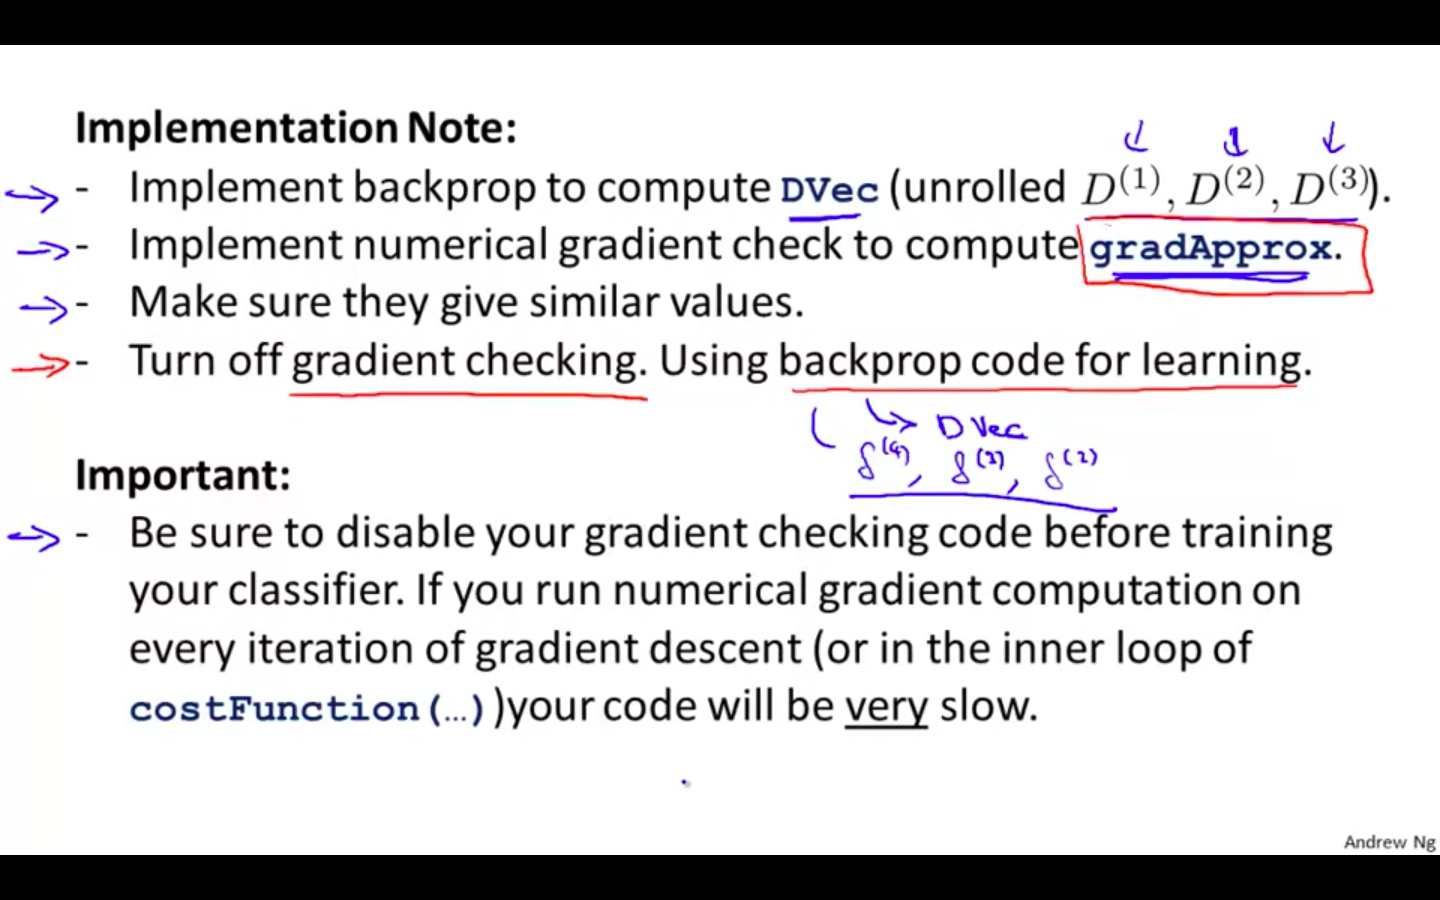 Implementation Note:
- Implement backprop to compute DVec (unrolled D^(1), D^(2), D^(3)).
- Implement numerical gradient check to compute gradApprox.
- Make sure they give similar values.
- Turn off gradient checking. Using backprop code for learning.
DVec
δ^(4), δ^(3), δ^(2)
Important:
- Be sure to disable your gradient checking code before training
your classifier. If you run numerical gradient computation on
every iteration of gradient descent (or in the inner loop of
costFunction(…))your code will be very slow.
Andrew Ng